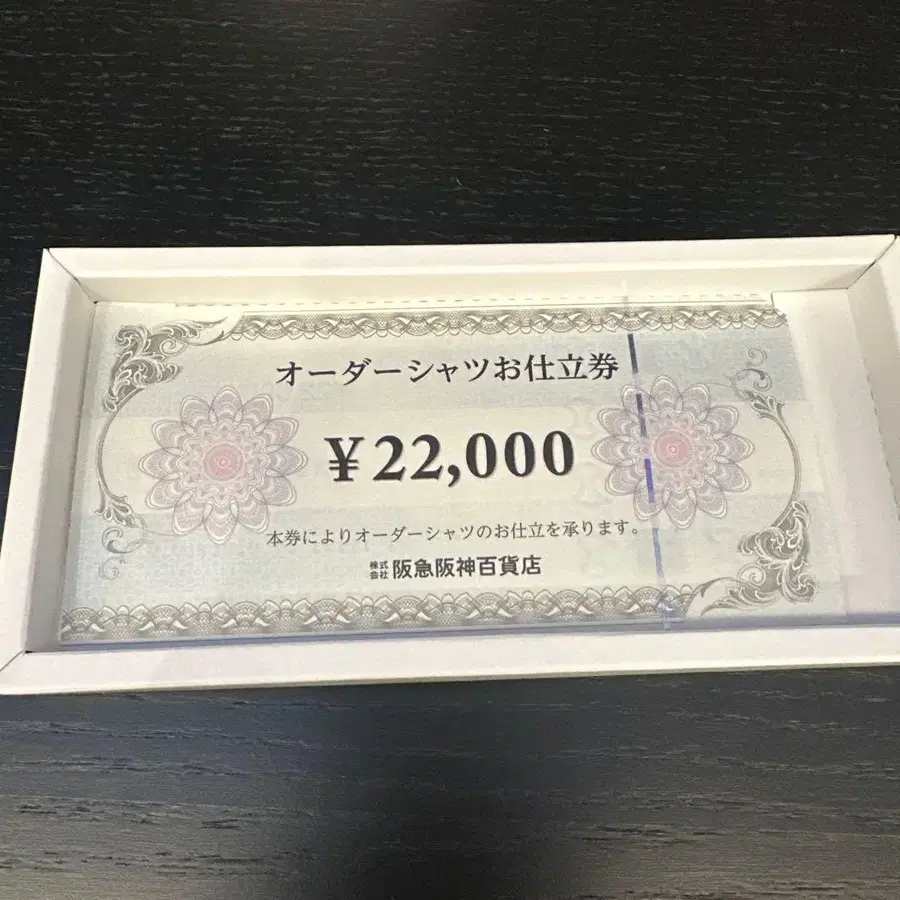 オーダーシャツお仕立券
¥22,000
本券によりオーダーシャツのお仕立を承ります。
株式会社 阪急阪神百貨店